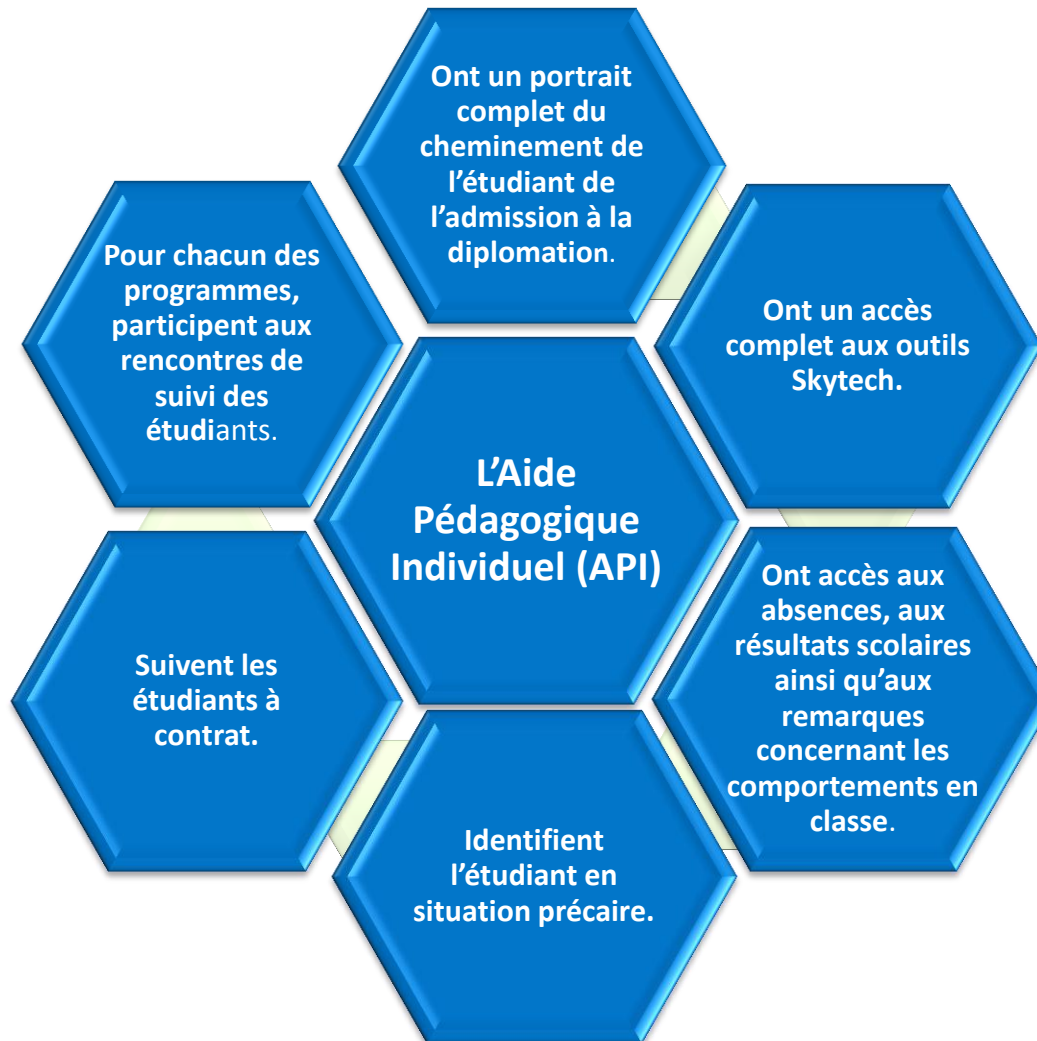 Ont un portrait
complet du
cheminement de
l’étudiant de
l’admission à la
diplomation.
Ont un accès
complet aux outils
Skytech.
Ont accès aux
absences, aux
résultats scolaires
ainsi qu’aux
remarques
concernant les
comportements en
classe.
Identifient
l’étudiant en
situation précaire.
Suivent les
étudiants à
contrat.
Pour chacun des
programmes,
participent aux
rencontres de
suivi des
étudiants.
L’Aide
Pédagogique
Individuel (API)